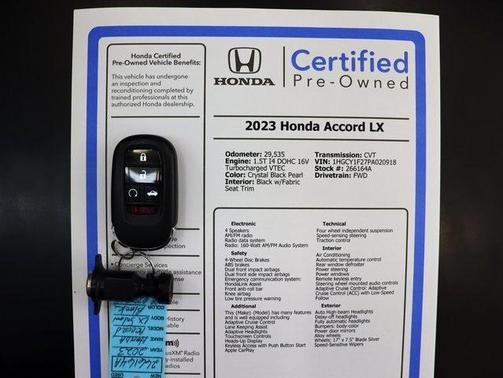 Honda Certified
Pre-Owned Vehicle Benefits:
This vehicle has undergone
an inspection and
reconditioning completed by
trained professionals at this
authorized Honda dealership.
HONDA
Certified
Pre-Owned
2023 Honda Accord LX
Odometer: 29,535
Engine: 1.5T I4 DOHC 16V
Turbocharged VTEC
Color: Crystal Black Pearl
Interior: Black w/Fabric
Seat Trim
Transmission: CVT
VIN: 1HGCY1F27PA020918
Stock #: 266164A
Drivetrain: FWD
Electronic
4 Speakers
AM/FM radio
Radio data system
Radio: 160-Watt AM/FM Audio System
Safety
4-Wheel Disc Brakes
ABS brakes
Dual front impact airbags
Dual front side impact airbags
Emergency communication system:
HondaLink Assist
Front anti-roll bar
Knee airbag
Low tire pressure warning
Additional
This (Make) (Model) has many features
and is well equipped including
Adaptive Cruise Control
Lane Keeping Assist
Adaptive Headlights
Touchscreen Controls
Heads-Up Display
Keyless Access with Push Button Start
Apple CarPlay
Technical
Four wheel independent suspension
Speed-sensing steering
Traction control
Interior
Air Conditioning
Automatic temperature control
Rear window defroster
Power steering
Power windows
Remote keyless entry
Steering wheel mounted audio controls
Adaptive Cruise Control: Adaptive
Cruise Control (ACC) with Low-Speed
Follow
Exterior
Auto High-beam Headlights
Delay-off headlights
Fully automatic headlights
Bumpers: body-color
Power door mirrors
Alloy wheels
Wheels: 17" x 7.5" Blade Silver
Speed-Sensitive Wipers
Concierge Services
assistance
XM® Radio
y-installed
radios